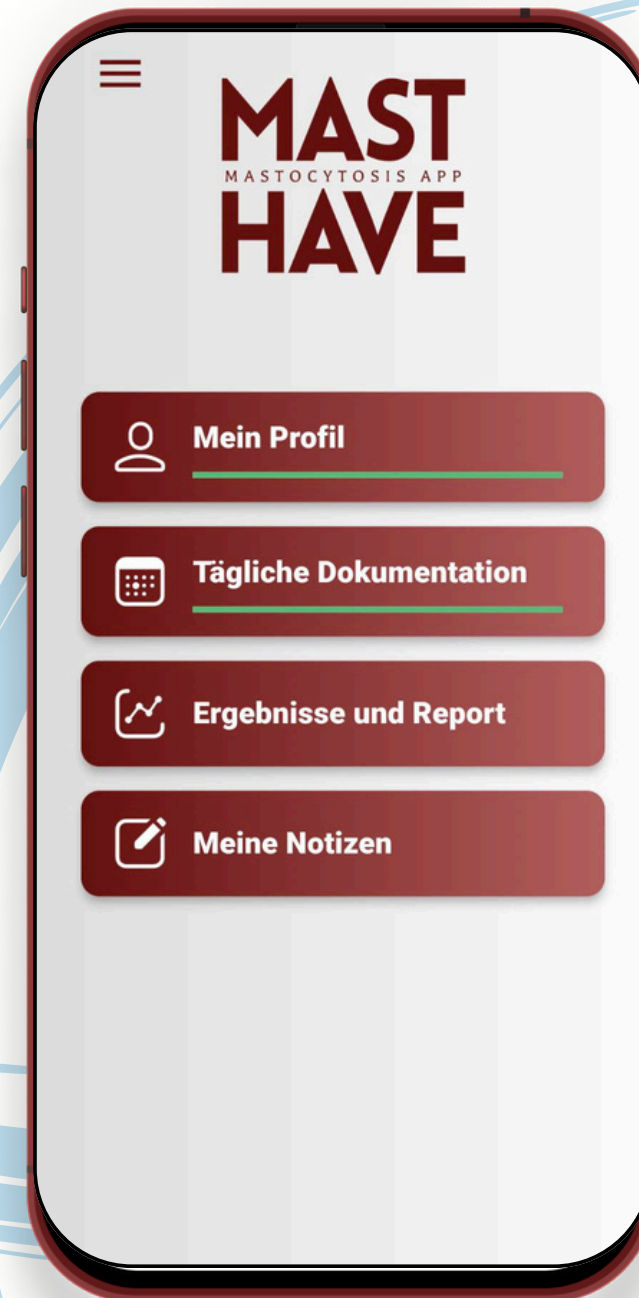 MAST
MASTOCYTOSIS APP
HAVE
Mein Profil
Tägliche Dokumentation
Ergebnisse und Report
Meine Notizen